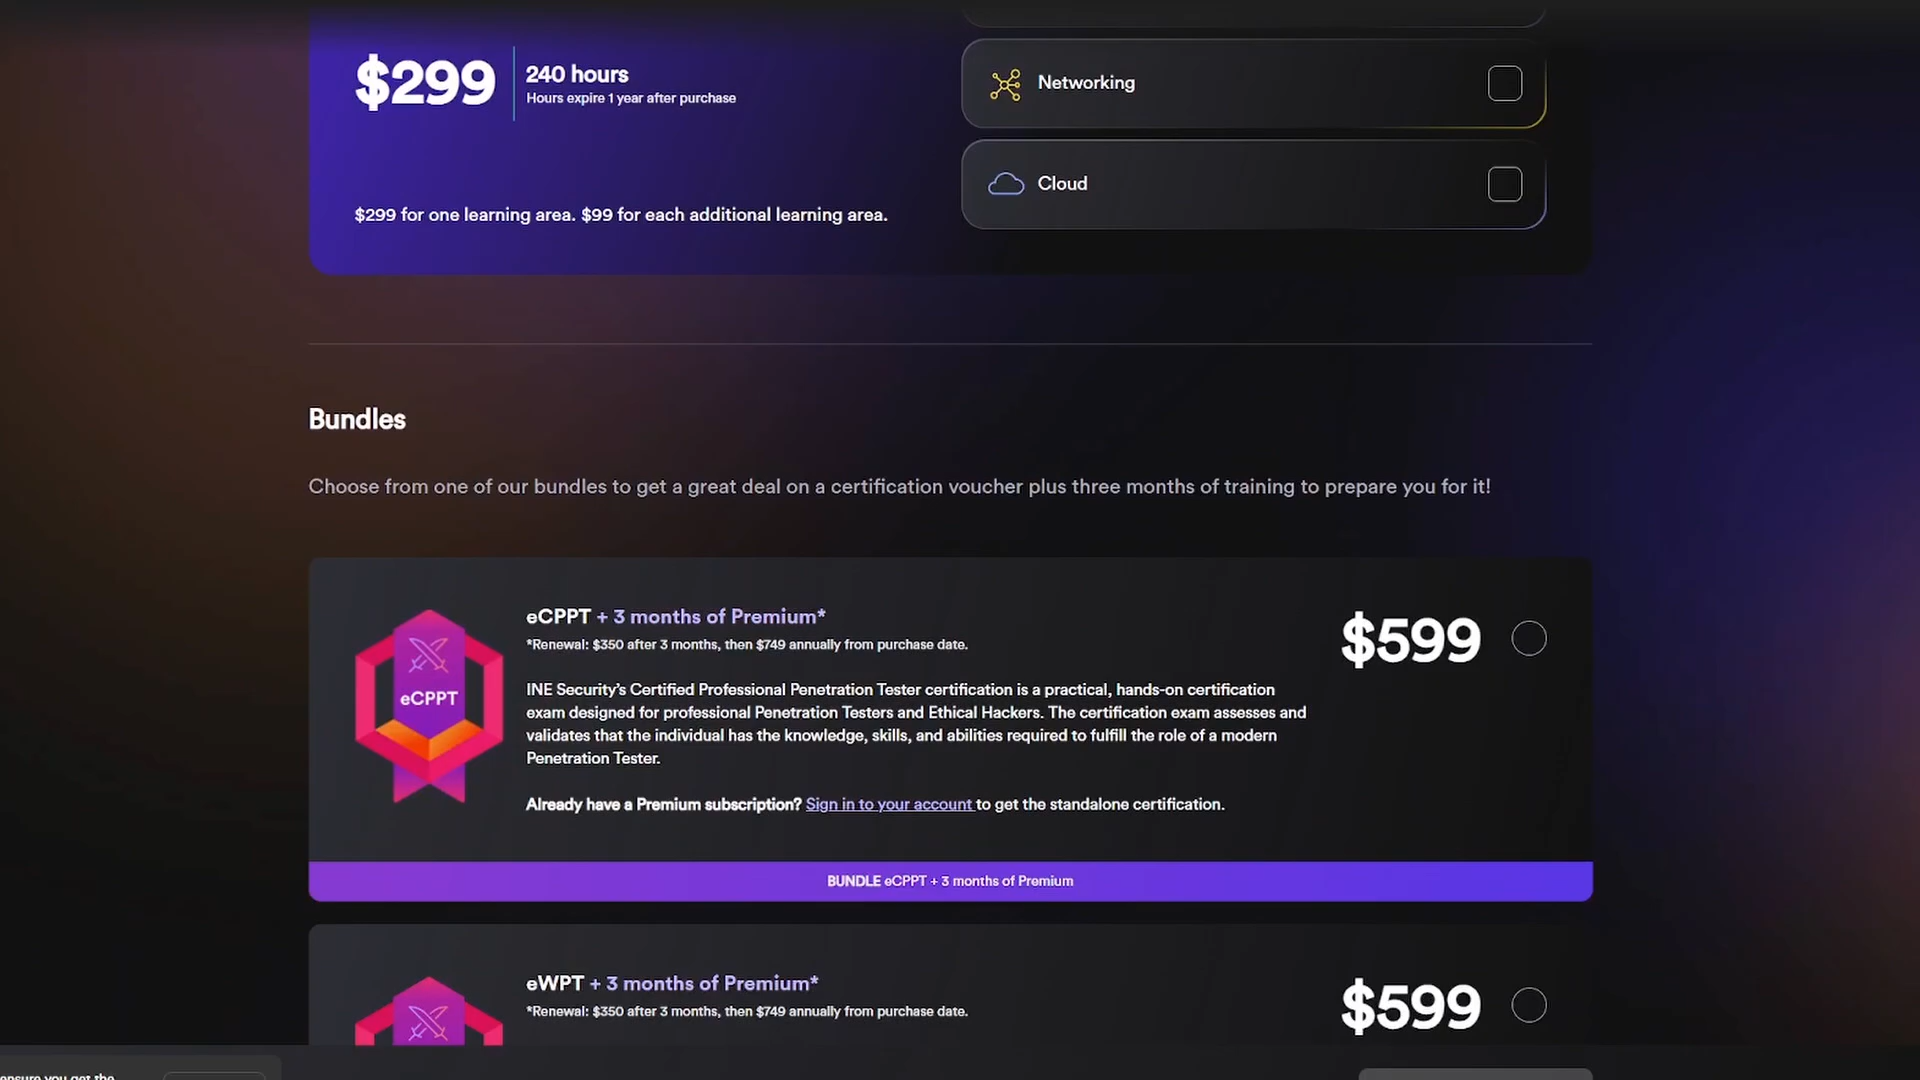 $299
240 hours
Hours expire 1 year after purchase
$299 for one learning area. $99 for each additional learning area.
Networking
Cloud
Bundles
Choose from one of our bundles to get a great deal on a certification voucher plus three months of training to prepare you for it!
eCPPT
eCPPT + 3 months of Premium*
*Renewal: $350 after 3 months, then $749 annually from purchase date.
INE Security's Certified Professional Penetration Tester certification is a practical, hands-on certification
exam designed for professional Penetration Testers and Ethical Hackers. The certification exam assesses and
validates that the individual has the knowledge, skills, and abilities required to fulfill the role of a modern
Penetration Tester.
Already have a Premium subscription? Sign in to your account to get the standalone certification.
$599
BUNDLE eCPPT + 3 months of Premium
eWPT + 3 months of Premium*
*Renewal: $350 after 3 months, then $749 annually from purchase date.
$599
ensure you get the